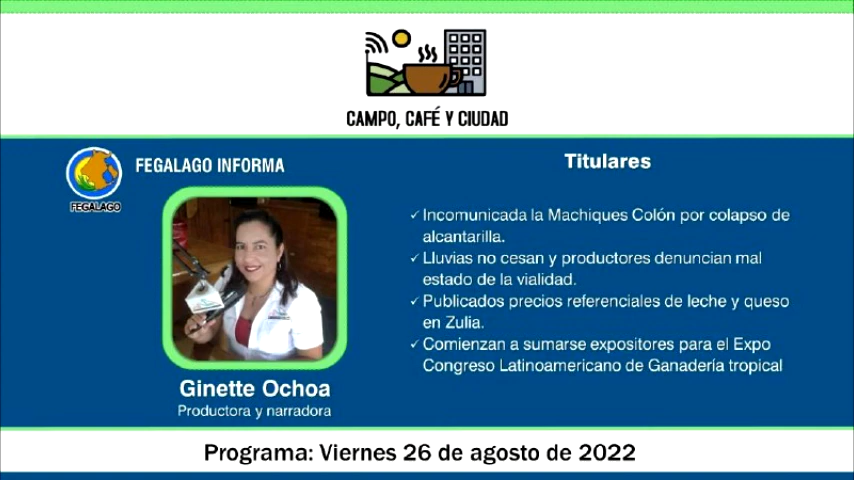 CAMPO, CAFÉ Y CIUDAD
FEGALAGO INFORMA
FEGALAGO
Ginette Ochoa
Productora y narradora
Titulares
✓ Incomunicada la Machiques Colón por colapso de
alcantarilla.
✓ Lluvias no cesan y productores denuncian mal
estado de la vialidad.
✓ Publicados precios referenciales de leche y queso
en Zulia.
✓ Comienzan a sumarse expositores para el Expo
Congreso Latinoamericano de Ganadería tropical
Programa: Viernes 26 de agosto de 2022